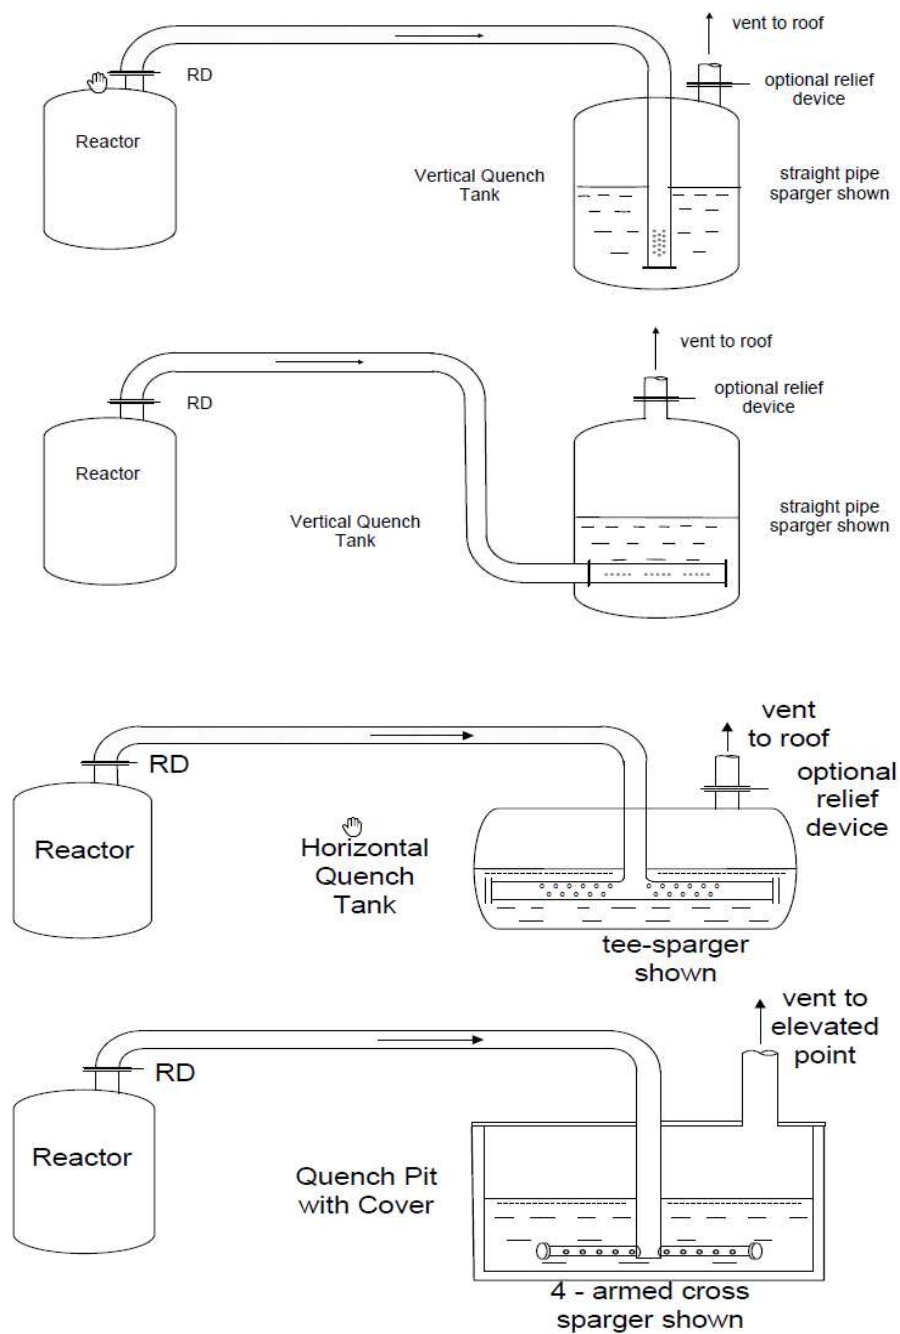 vent to roof
RD
optional relief
device
Reactor
Vertical Quench
Tank
straight pipe
sparger shown
vent to roof
RD
optional relief
device
Reactor
Vertical Quench
Tank
straight pipe
sparger shown
vent
to roof
RD
optional
relief
device
Reactor
Horizontal
Quench
Tank
tee-sparger
shown
vent to
elevated
point
RD
Reactor
Quench Pit
with Cover
4 - armed cross
sparger shown